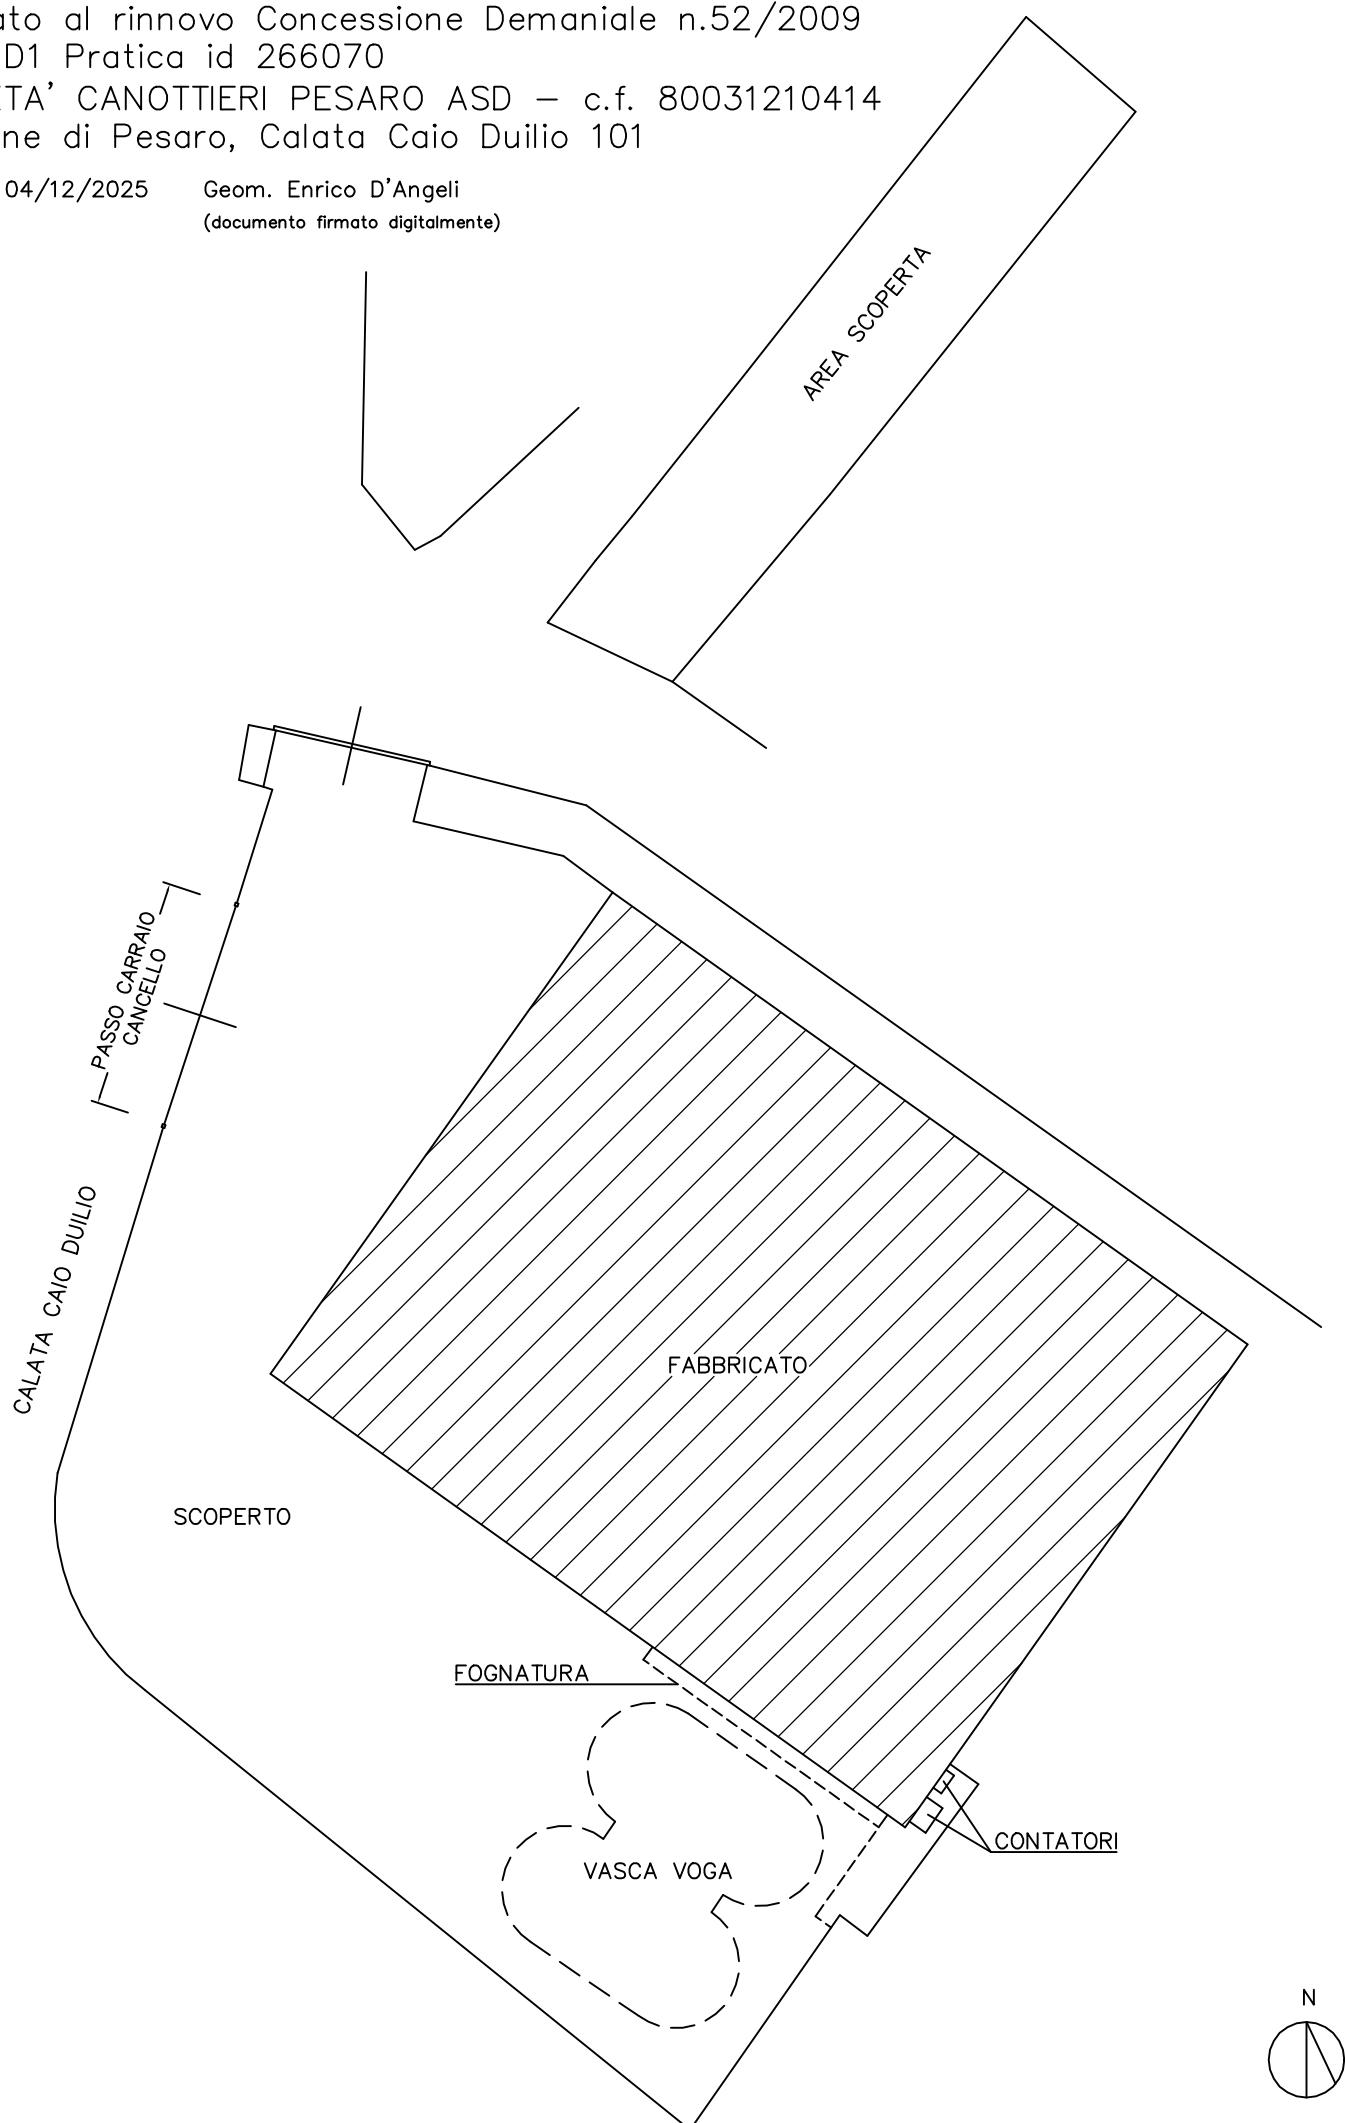 ato al rinnovo Concessione Demaniale n.52/2009
D1 Pratica id 266070
ETA' CANOTTIERI PESARO ASD – c.f. 80031210414
ne di Pesaro, Calata Caio Duilio 101
04/12/2025 Geom. Enrico D'Angeli
(documento firmato digitalmente)
AREA SCOPERTA
PASSO CARRAIO
CANCELLO
CALATA CAIO DUILIO
FABBRICATO
SCOPERTO
FOGNATURA
CONTATORI
VASCA VOGA
N